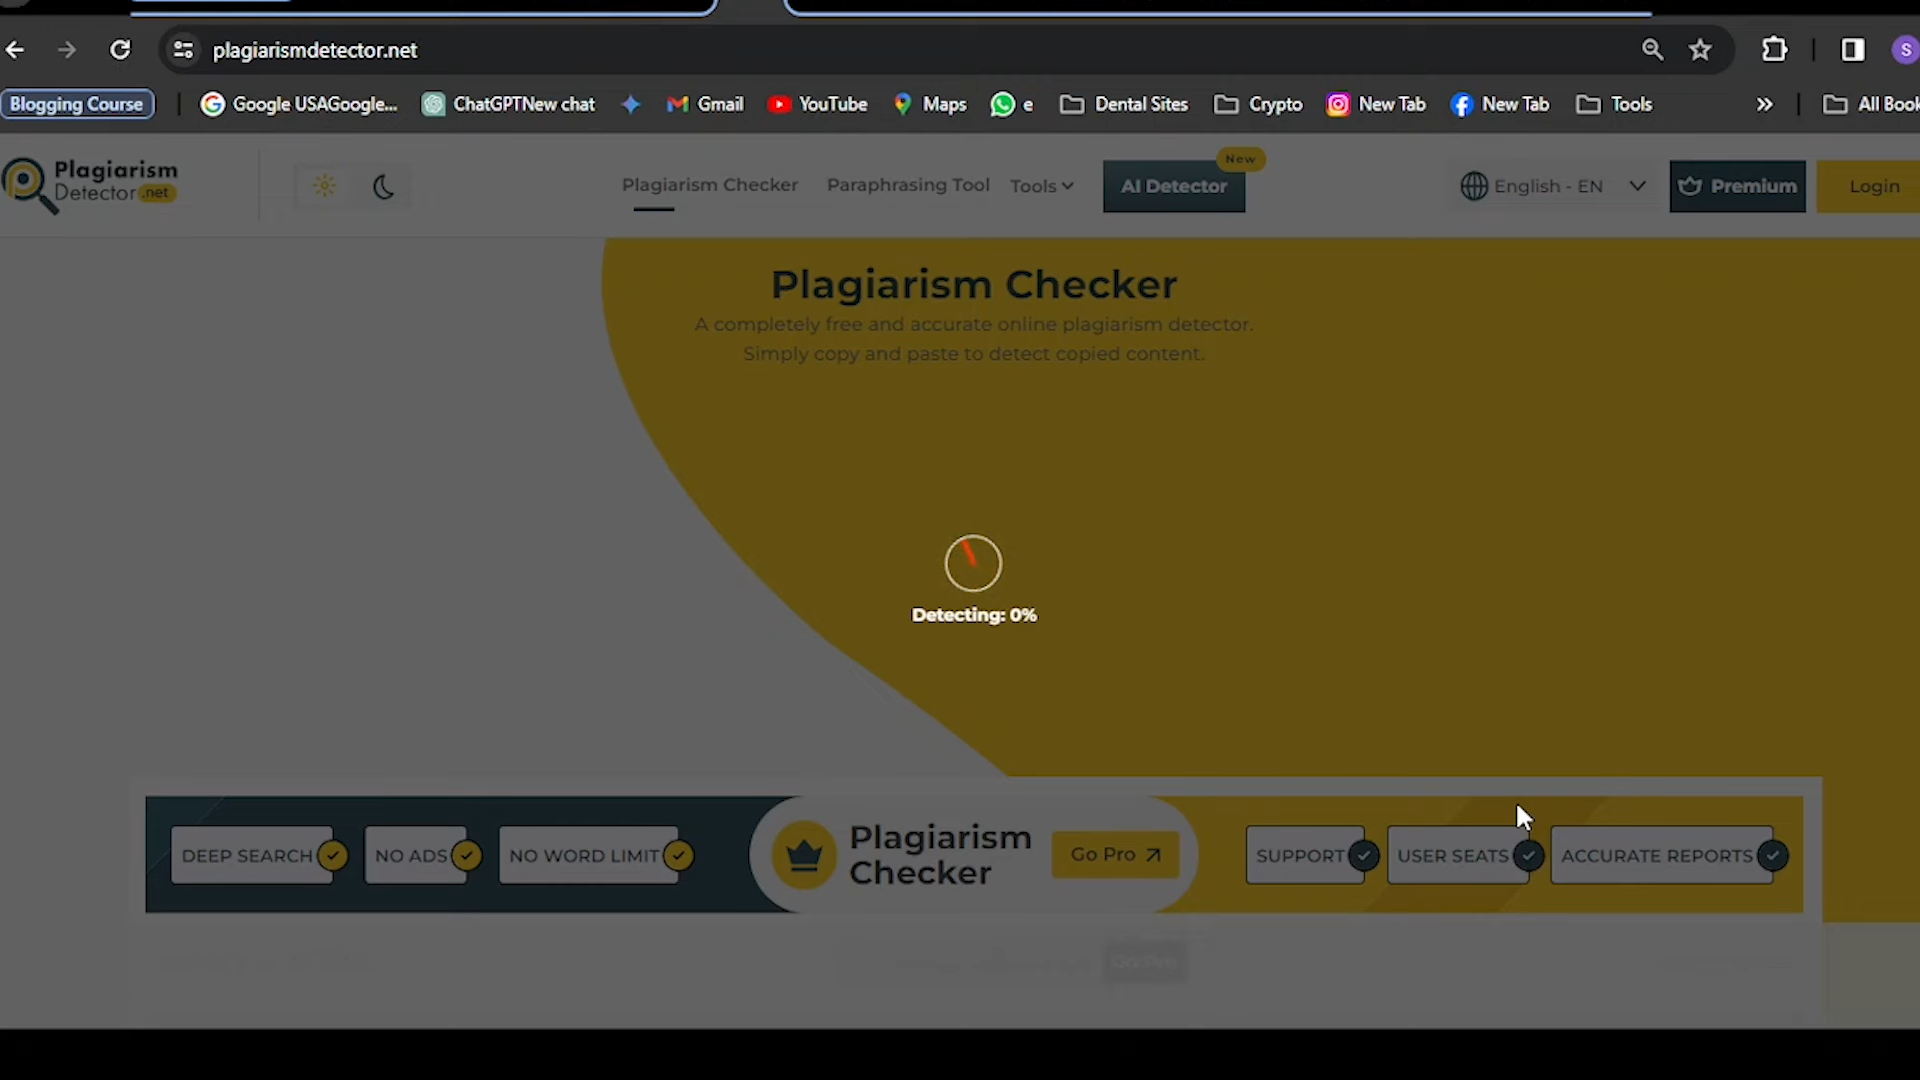 plagiarismdetector.net
S
Blogging Course
Google USAGoogle...
ChatGPTNew chat
Gmail
YouTube
Maps
e
Dental Sites
Crypto
New Tab
New Tab
Tools
»
All Book
Plagiarism
Detector .net
Plagiarism Checker
Paraphrasing Tool
Tools
AI Detector
New
English - EN
Premium
Login
Plagiarism Checker
A completely free and accurate online plagiarism detector.
Simply copy and paste to detect copied content.
Detecting: 0%
DEEP SEARCH
NO ADS
NO WORD LIMIT
Plagiarism
Checker
Go Pro
SUPPORT
USER SEATS
ACCURATE REPORTS